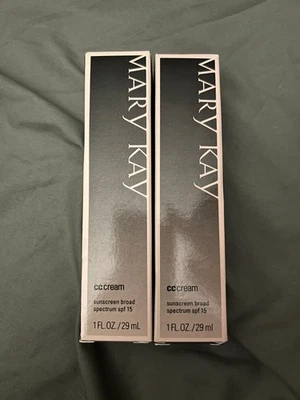 MARY KAY
cc cream
sunscreen broad
spectrum spf 15
1 FL.OZ./29 mL
MARY KAY
cc cream
sunscreen broad
spectrum spf 15
1 FL.OZ./29 mL